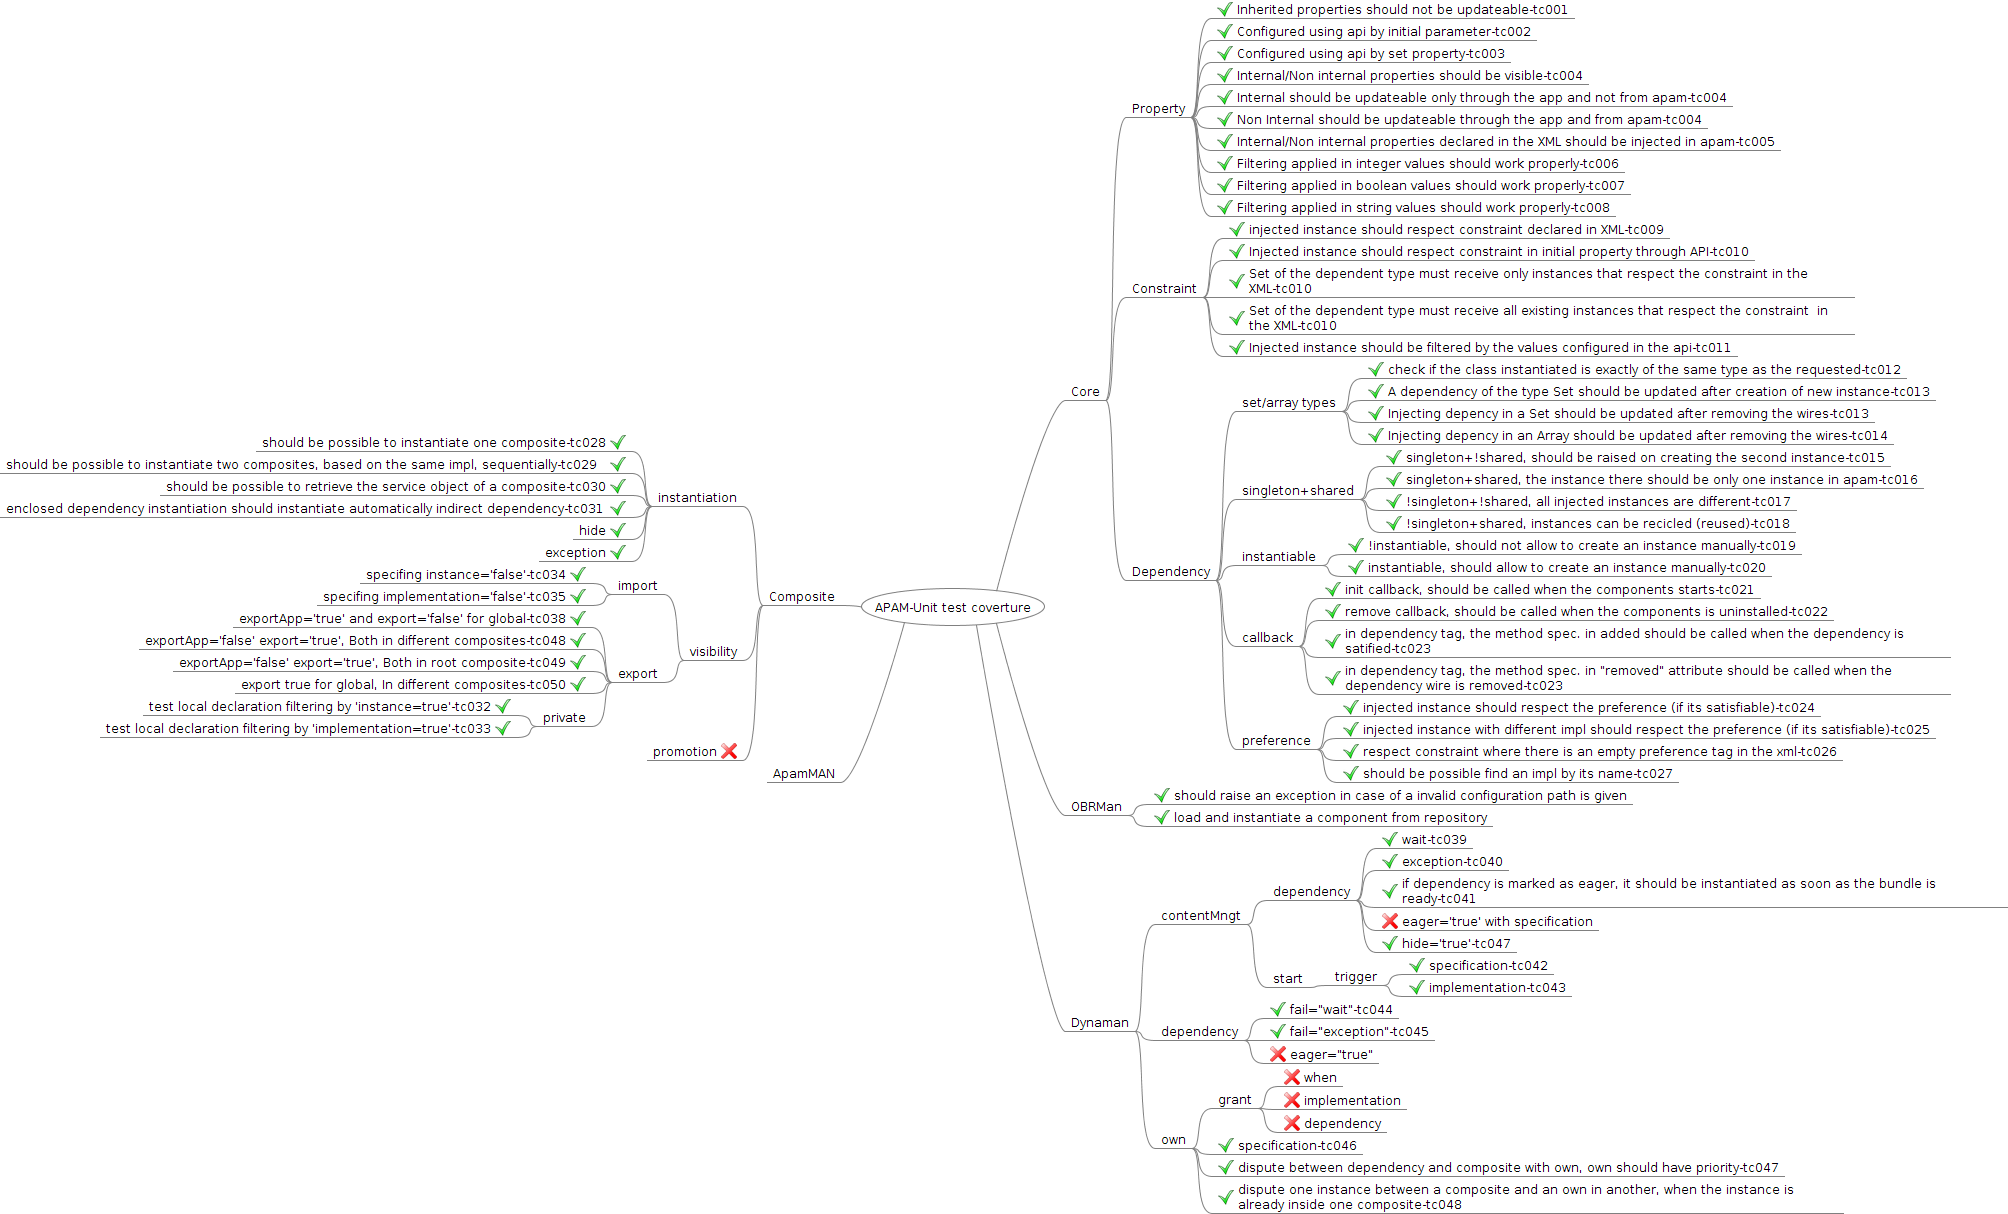 APAM-Unit test coverture
Core
Property
Inherited properties should not be updateable-tc001
Configured using api by initial parameter-tc002
Configured using api by set property-tc003
Internal/Non internal properties should be visible-tc004
Internal should be updateable only through the app and not from apam-tc004
Non Internal should be updateable through the app and from apam-tc004
Internal/Non internal properties declared in the XML should be injected in apam-tc005
Filtering applied in integer values should work properly-tc006
Filtering applied in boolean values should work properly-tc007
Filtering applied in string values should work properly-tc008
Constraint
injected instance should respect constraint declared in XML-tc009
Injected instance should respect constraint in initial property through API-tc010
Set of the dependent type must receive only instances that respect the constraint in the
XML-tc010
Set of the dependent type must receive all existing instances that respect the constraint  in
the XML-tc010
Injected instance should be filtered by the values configured in the api-tc011
Dependency
set/array types
check if the class instantiated is exactly of the same type as the requested-tc012
A dependency of the type Set should be updated after creation of new instance-tc013
Injecting depency in a Set should be updated after removing the wires-tc013
Injecting depency in an Array should be updated after removing the wires-tc014
singleton+shared
singleton+!shared, should be raised on creating the second instance-tc015
singleton+shared, the instance there should be only one instance in apam-tc016
!singleton+!shared, all injected instances are different-tc017
!singleton+shared, instances can be recicled (reused)-tc018
instantiable
!instantiable, should not allow to create an instance manually-tc019
instantiable, should allow to create an instance manually-tc020
callback
init callback, should be called when the components starts-tc021
remove callback, should be called when the components is uninstalled-tc022
in dependency tag, the method spec. in added should be called when the dependency is
satified-tc023
in dependency tag, the method spec. in "removed" attribute should be called when the
dependency wire is removed-tc023
preference
injected instance should respect the preference (if its satisfiable)-tc024
injected instance with different impl should respect the preference (if its satisfiable)-tc025
respect constraint where there is an empty preference tag in the xml-tc026
should be possible find an impl by its name-tc027
OBRMan
should raise an exception in case of a invalid configuration path is given
load and instantiate a component from repository
Dynaman
contentMngt
dependency
wait-tc039
exception-tc040
if dependency is marked as eager, it should be instantiated as soon as the bundle is
ready-tc041
eager='true' with specification
hide='true'-tc047
start
trigger
specification-tc042
implementation-tc043
dependency
fail="wait"-tc044
fail="exception"-tc045
eager="true"
own
grant
when
implementation
dependency
specification-tc046
dispute between dependency and composite with own, own should have priority-tc047
dispute one instance between a composite and an own in another, when the instance is
already inside one composite-tc048
Composite
instantiation
should be possible to instantiate one composite-tc028
should be possible to instantiate two composites, based on the same impl, sequentially-tc029
should be possible to retrieve the service object of a composite-tc030
enclosed dependency instantiation should instantiate automatically indirect dependency-tc031
hide
exception
visibility
import
specifing instance='false'-tc034
specifing implementation='false'-tc035
export
exportApp='true' and export='false' for global-tc038
exportApp='false' export='true', Both in different composites-tc048
exportApp='false' export='true', Both in root composite-tc049
export true for global, In different composites-tc050
private
test local declaration filtering by 'instance=true'-tc032
test local declaration filtering by 'implementation=true'-tc033
promotion
ApamMAN